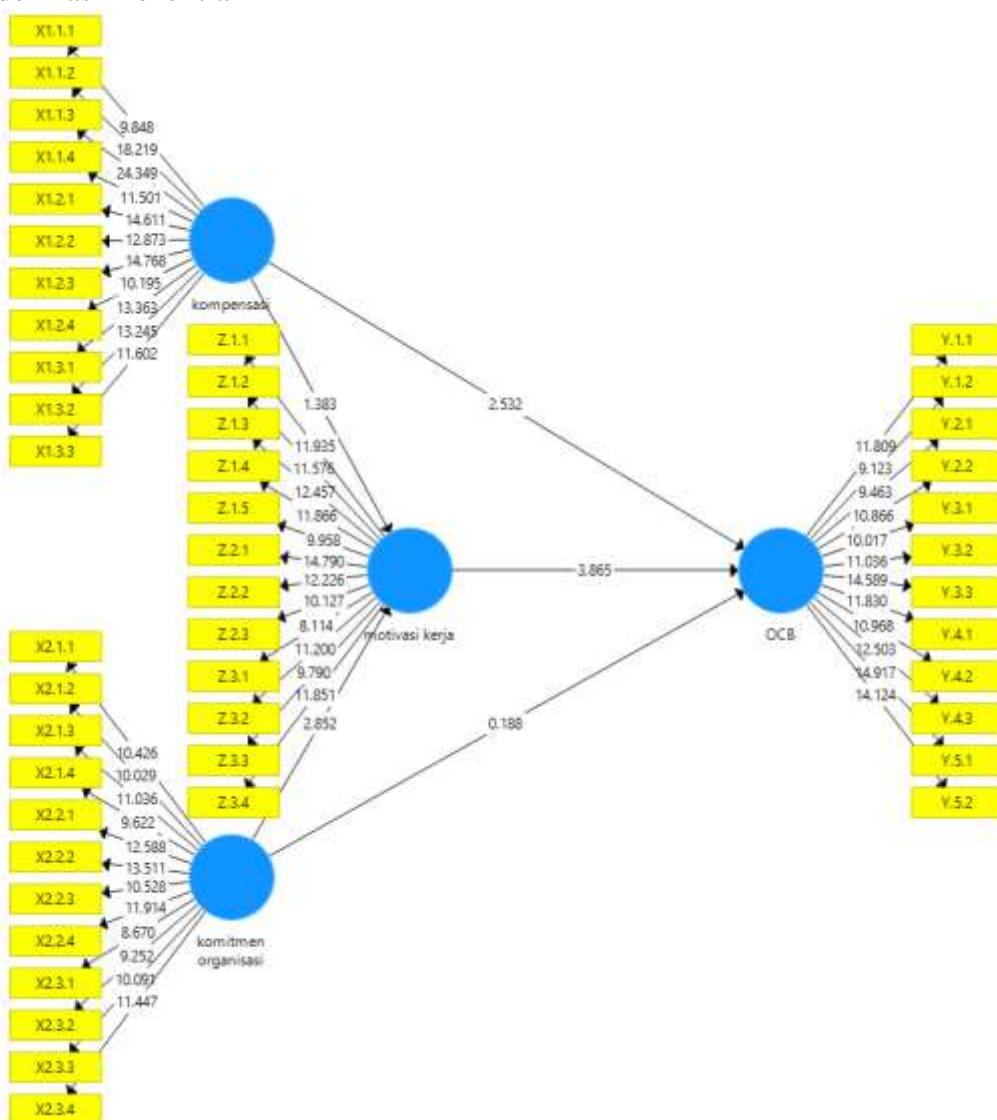 X1.1.1
X1.1.2
X1.1.3
X1.1.4
X1.2.1
X1.2.2
X1.2.3
X1.2.4
X1.3.1
X1.3.2
X1.3.3
9.848
18.219
24.349
11.501
14.611
12.873
14.768
10.195
13.363
13.245
11.602
kompensasi
Z.1.1
Z.1.2
Z.1.3
Z.1.4
Z.1.5
Z.2.1
Z.2.2
Z.2.3
Z.3.1
Z.3.2
Z.3.3
Z.3.4
1.383
11.935
11.576
12.457
11.866
9.958
14.790
12.226
10.127
8.114
11.200
9.790
11.851
2.852
motivasi kerja
2.532
3.865
0.188
OCB
11.809
9.123
9.463
10.866
10.017
11.036
14.589
11.830
10.968
12.503
14.917
14.124
Y.1.1
Y.1.2
Y.2.1
Y.2.2
Y.3.1
Y.3.2
Y.3.3
Y.4.1
Y.4.2
Y.4.3
Y.5.1
Y.5.2
X2.1.1
X2.1.2
X2.1.3
X2.1.4
X2.2.1
X2.2.2
X2.2.3
X2.2.4
X2.3.1
X2.3.2
X2.3.3
X2.3.4
10.426
10.029
11.036
9.622
12.588
13.511
10.528
11.914
8.670
9.252
10.091
11.447
komitmen
organisasi